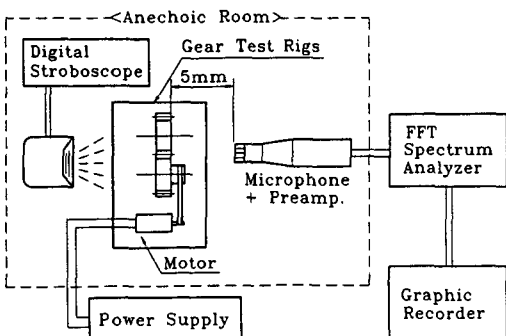 <Anechoic Room>
Digital
Stroboscope
Gear Test Rigs
5mm
Microphone
+ Preamp.
FFT
Spectrum
Analyzer
Motor
Power Supply
Graphic
Recorder